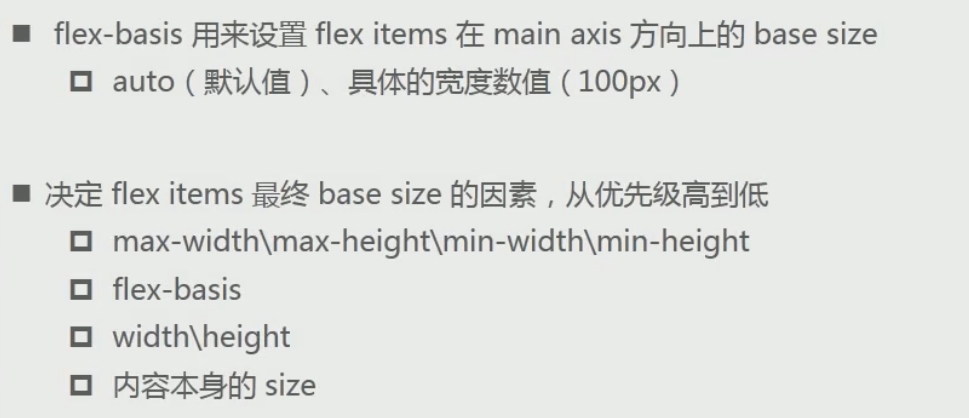 flex-basis 用来设置 flex items 在 main axis 方向上的 base size
auto（默认值）、具体的宽度数值（100px）
决定 flex items 最终 base size 的因素，从优先级高到低
max-width\max-height\min-width\min-height
flex-basis
width\height
内容本身的 size